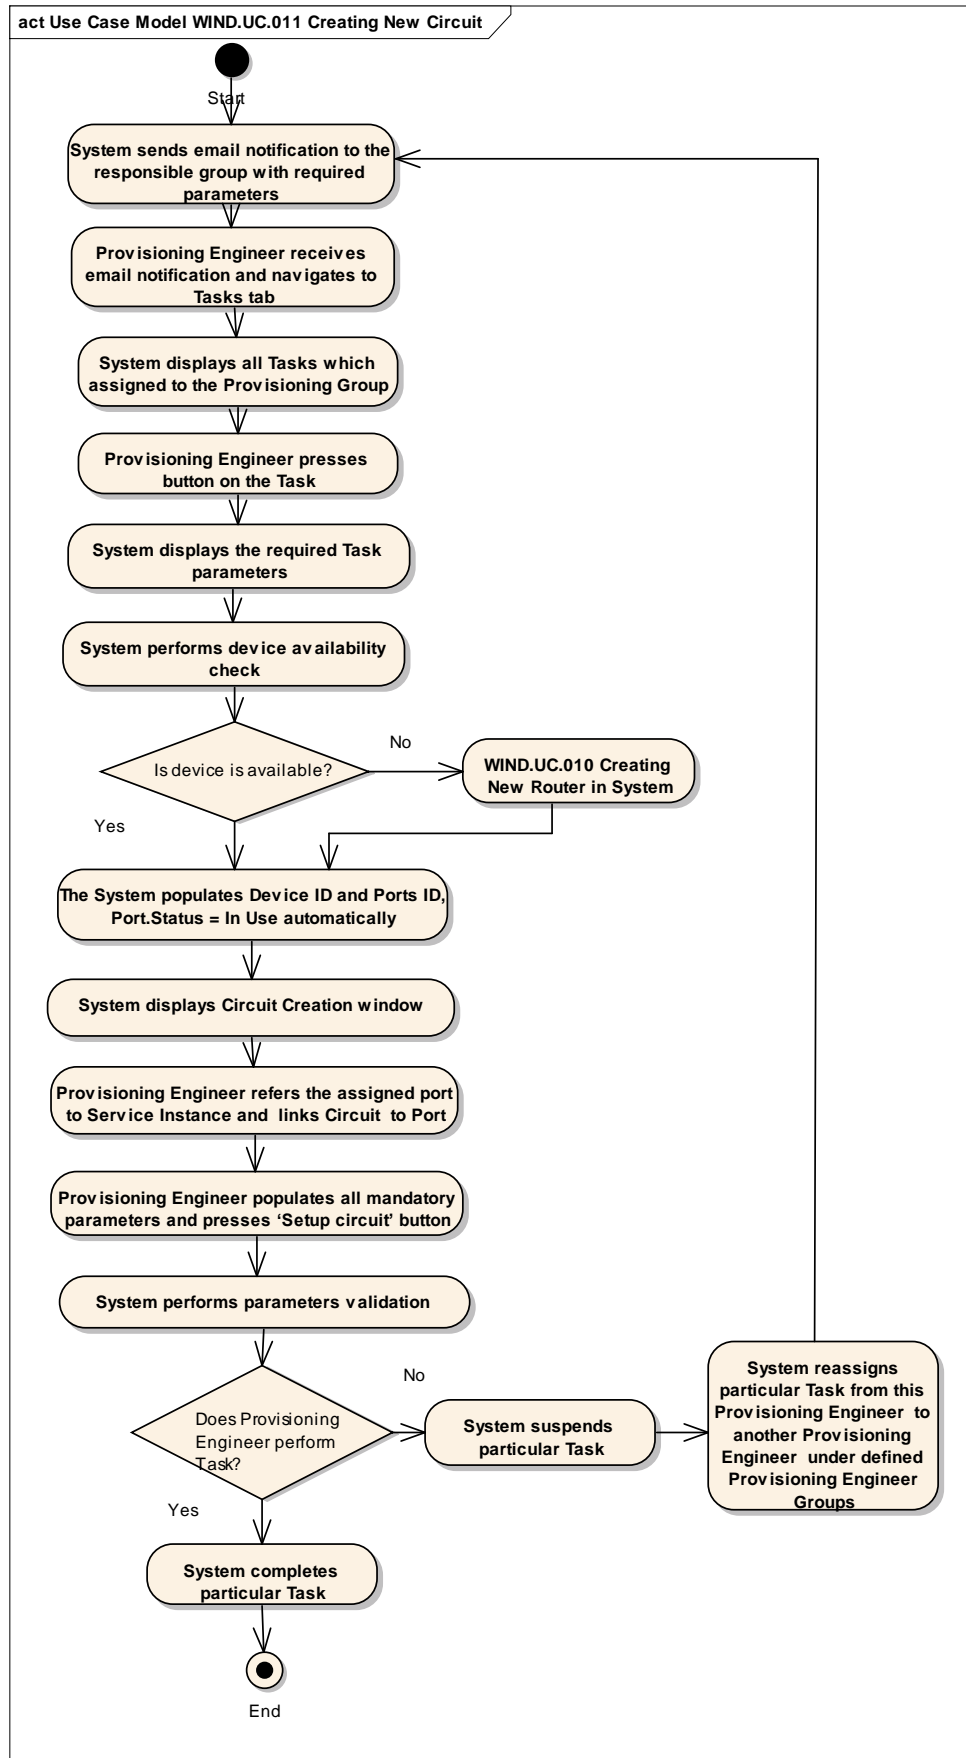 act Use Case Model WIND.UC.011 Creating New Circuit
Start
System sends email notification to the
responsible group with required
parameters
Provisioning Engineer receives
email notification and navigates to
Tasks tab
System displays all Tasks which
assigned to the Provisioning Group
Provisioning Engineer presses
button on the Task
System displays the required Task
parameters
System performs device availability
check
Is device is available?
No
WIND.UC.010 Creating
New Router in System
Yes
The System populates Device ID and Ports ID,
Port.Status = In Use automatically
System displays Circuit Creation window
Provisioning Engineer refers the assigned port
to Service Instance and links Circuit to Port
Provisioning Engineer populates all mandatory
parameters and presses ‘Setup circuit’ button
System performs parameters validation
Does Provisioning
Engineer perform
Task?
No
System suspends
particular Task
System reassigns
particular Task from this
Provisioning Engineer to
another Provisioning
Engineer under defined
Provisioning Engineer
Groups
Yes
System completes
particular Task
End